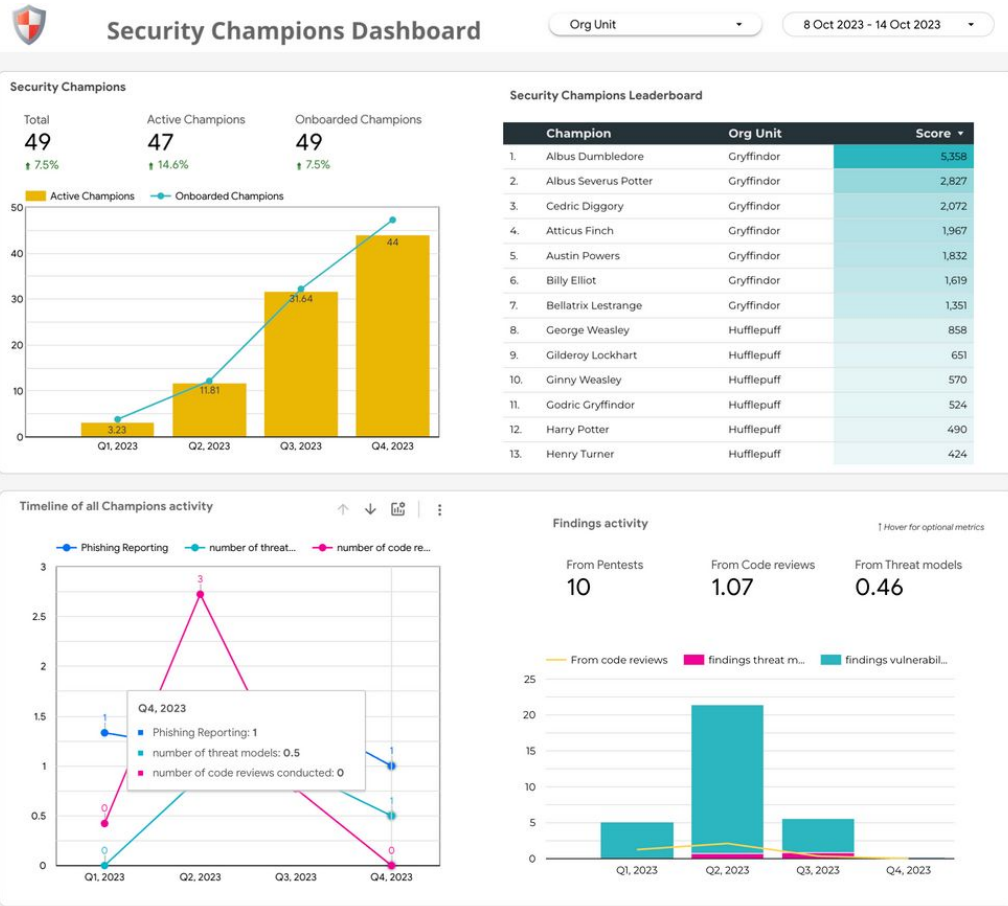 Security Champions Dashboard
Org Unit
8 Oct 2023 - 14 Oct 2023
Security Champions
Total Active Champions Onboarded Champions
49 47 49
7.5% 14.6% 7.5%
Active Champions Onboarded Champions
50
40
30
20
10
0
3.23
11.81
31.64
44
Q1, 2023 Q2, 2023 Q3, 2023 Q4, 2023
Security Champions Leaderboard
Champion Org Unit Score
1. Albus Dumbledore Gryffindor 5,358
2. Albus Severus Potter Gryffindor 2,827
3. Cedric Diggory Gryffindor 2,072
4. Atticus Finch Gryffindor 1,967
5. Austin Powers Gryffindor 1,832
6. Billy Elliot Gryffindor 1,619
7. Bellatrix Lestrange Gryffindor 1,351
8. George Weasley Hufflepuff 858
9. Gilderoy Lockhart Hufflepuff 651
10. Ginny Weasley Hufflepuff 570
11. Godric Gryffindor Hufflepuff 524
12. Harry Potter Hufflepuff 490
13. Henry Turner Hufflepuff 424
Timeline of all Champions activity
Phishing Reporting number of threat... number of code re...
3
2.5
2
1.5
1
0.5
0
3
1
0
0
1
1
0
Q4, 2023
Phishing Reporting: 1
number of threat models: 0.5
number of code reviews conducted: 0
Q1, 2023 Q2, 2023 Q3, 2023 Q4, 2023
Findings activity
↑ Hover for optional metrics
From Pentests From Code reviews From Threat models
10 1.07 0.46
From code reviews findings threat m... findings vulnerabil...
25
20
15
10
5
0
Q1, 2023 Q2, 2023 Q3, 2023 Q4, 2023